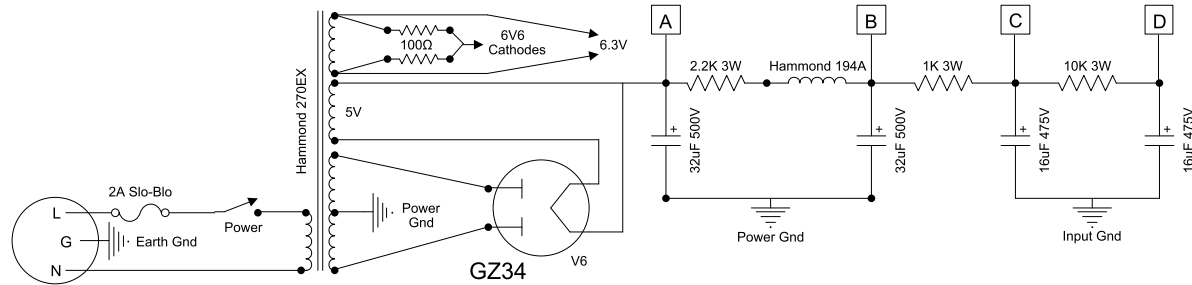 A
B
C
D
6V6
Cathodes
100Ω
6.3V
2.2K 3W
Hammond 194A
1K 3W
10K 3W
Hammond 270EX
5V
+
32uF 500V
+
32uF 500V
+
16uF 475V
+
16uF 475V
2A Slo-Blo
L
G
N
Earth Gnd
Power
Power
Gnd
V6
GZ34
Power Gnd
Input Gnd